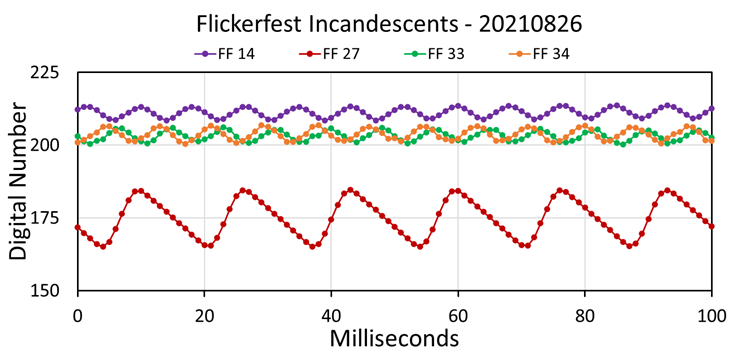 Flickerfest Incandescents - 20210826
FF 14 FF 27 FF 33 FF 34
225
200
175
150
Digital Number
0 20 40 60 80 100
Milliseconds